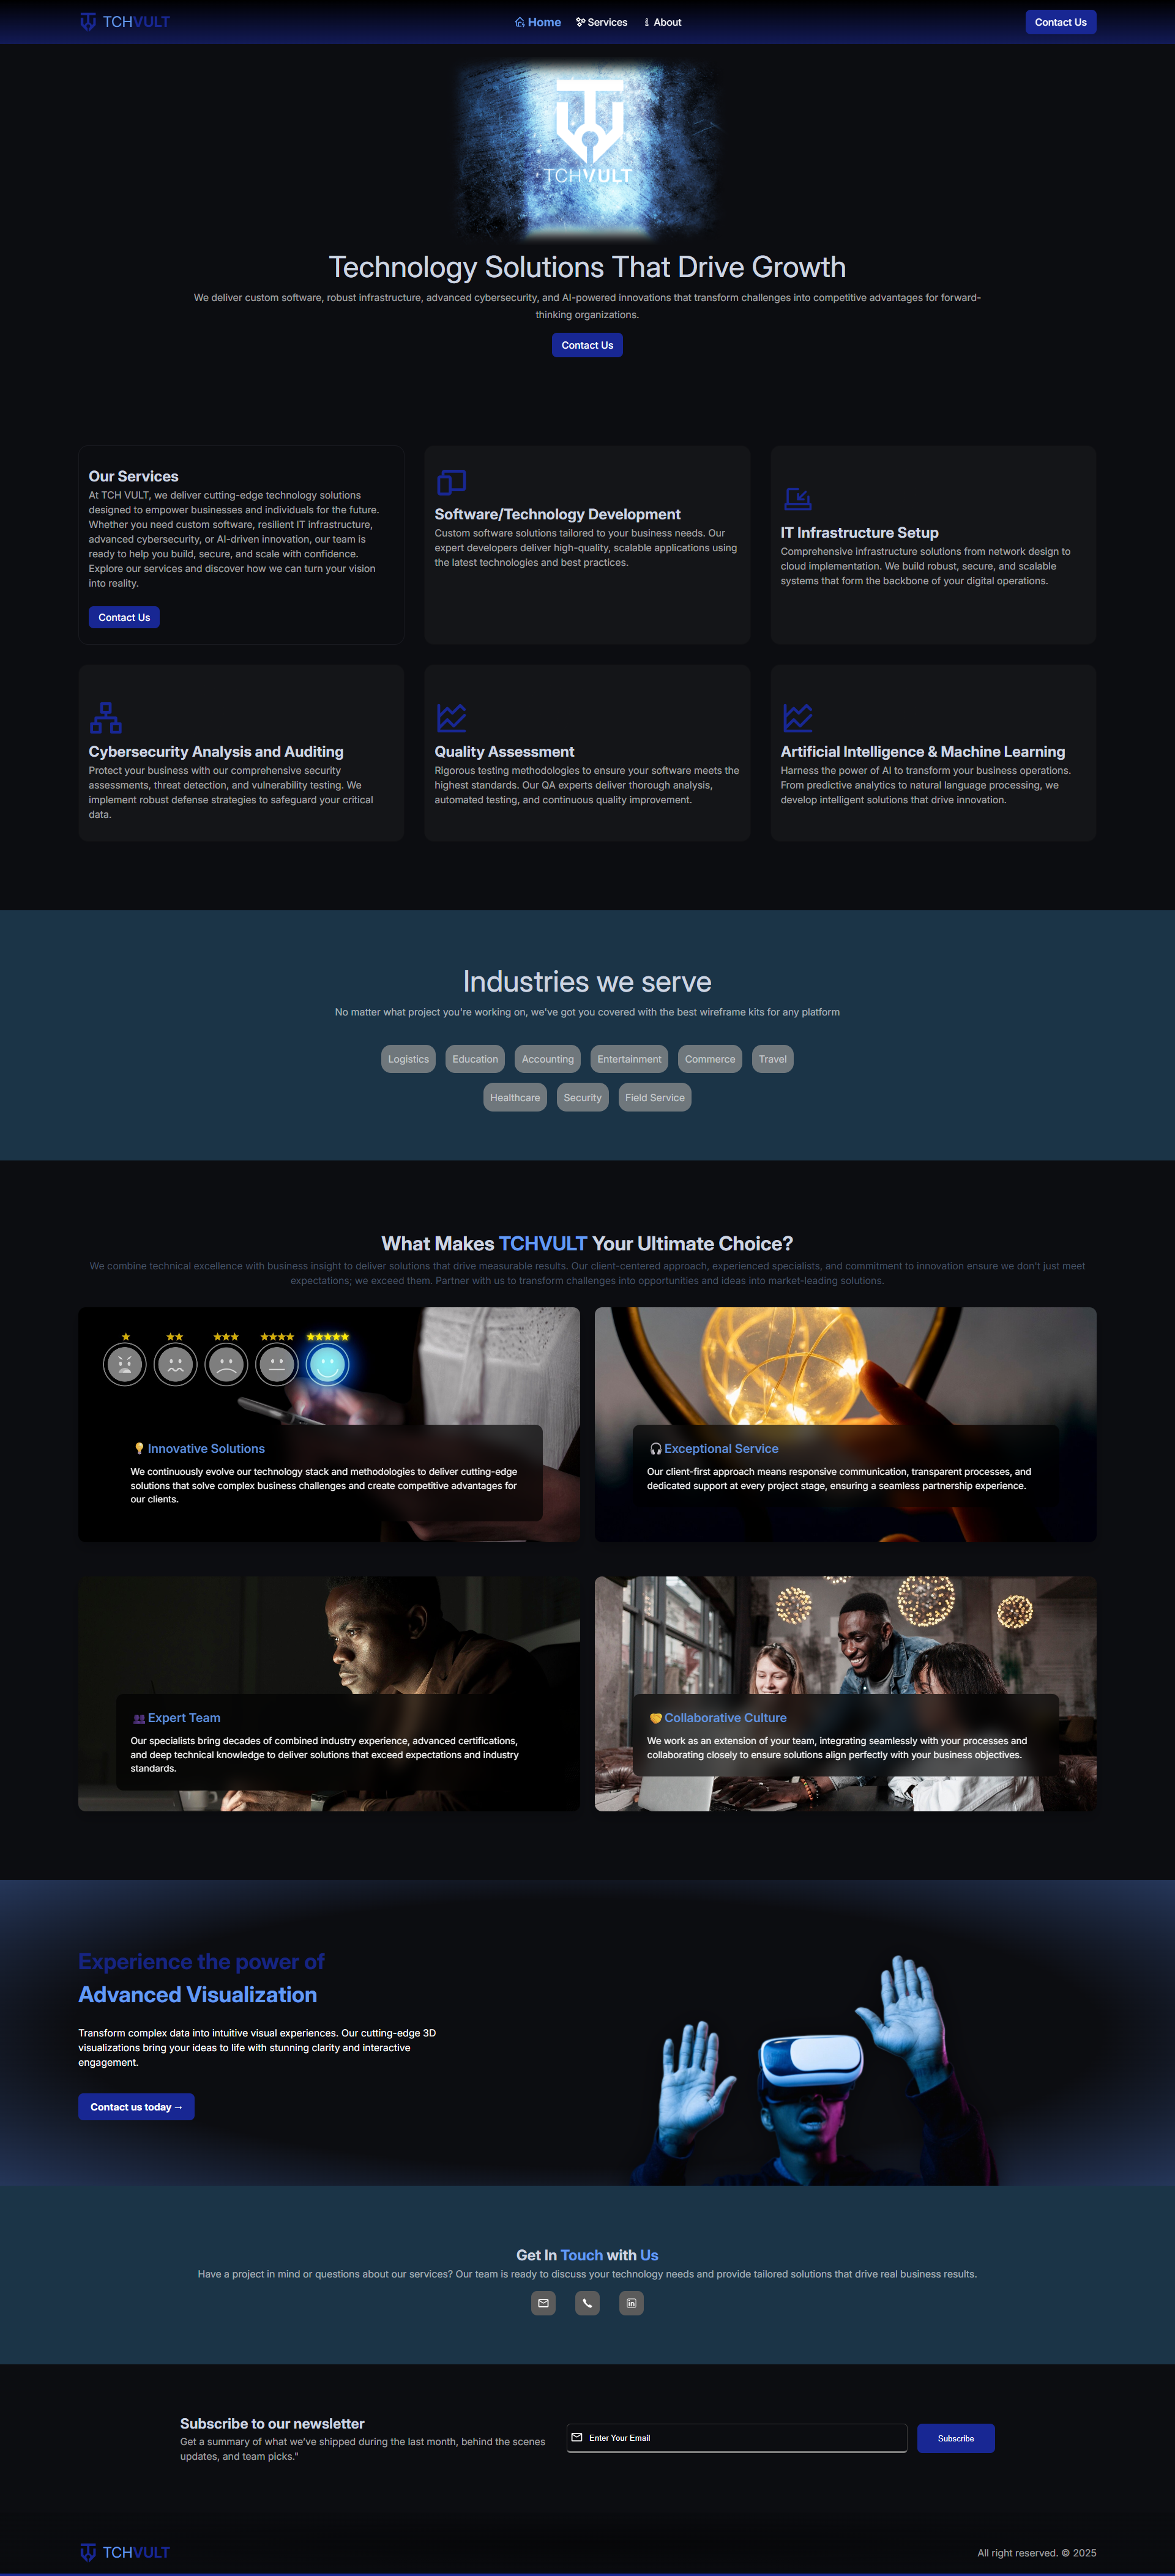 TCHVULT
Home
Services
About
Contact Us
TCHVULT
Technology Solutions That Drive Growth
We deliver custom software, robust infrastructure, advanced cybersecurity, and AI-powered innovations that transform challenges into competitive advantages for forward-
thinking organizations.
Contact Us
Our Services
At TCH VULT, we deliver cutting-edge technology solutions
designed to empower businesses and individuals for the future.
Whether you need custom software, resilient IT infrastructure,
advanced cybersecurity, or AI-driven innovation, our team is
ready to help you build, secure, and scale with confidence.
Explore our services and discover how we can turn your vision
into reality.
Contact Us
Software/Technology Development
Custom software solutions tailored to your business needs. Our
expert developers deliver high-quality, scalable applications using
the latest technologies and best practices.
IT Infrastructure Setup
Comprehensive infrastructure solutions from network design to
cloud implementation. We build robust, secure, and scalable
systems that form the backbone of your digital operations.
Cybersecurity Analysis and Auditing
Protect your business with our comprehensive security
assessments, threat detection, and vulnerability testing. We
implement robust defense strategies to safeguard your critical
data.
Quality Assessment
Rigorous testing methodologies to ensure your software meets the
highest standards. Our QA experts deliver thorough analysis,
automated testing, and continuous quality improvement.
Artificial Intelligence & Machine Learning
Harness the power of AI to transform your business operations.
From predictive analytics to natural language processing, we
develop intelligent solutions that drive innovation.
Industries we serve
No matter what project you're working on, we've got you covered with the best wireframe kits for any platform
Logistics
Education
Accounting
Entertainment
Commerce
Travel
Healthcare
Security
Field Service
What Makes TCHVULT Your Ultimate Choice?
We combine technical excellence with business insight to deliver solutions that drive measurable results. Our client-centered approach, experienced specialists, and commitment to innovation ensure we don't just meet
expectations; we exceed them. Partner with us to transform challenges into opportunities and ideas into market-leading solutions.
Innovative Solutions
We continuously evolve our technology stack and methodologies to deliver cutting-edge
solutions that solve complex business challenges and create competitive advantages for
our clients.
Exceptional Service
Our client-first approach means responsive communication, transparent processes, and
dedicated support at every project stage, ensuring a seamless partnership experience.
Expert Team
Our specialists bring decades of combined industry experience, advanced certifications,
and deep technical knowledge to deliver solutions that exceed expectations and industry
standards.
Collaborative Culture
We work as an extension of your team, integrating seamlessly with your processes and
collaborating closely to ensure solutions align perfectly with your business objectives.
Experience the power of
Advanced Visualization
Transform complex data into intuitive visual experiences. Our cutting-edge 3D
visualizations bring your ideas to life with stunning clarity and interactive
engagement.
Contact us today →
Get In Touch with Us
Have a project in mind or questions about our services? Our team is ready to discuss your technology needs and provide tailored solutions that drive real business results.
Subscribe to our newsletter
Get a summary of what we've shipped during the last month, behind the scenes
updates, and team picks."
Enter Your Email
Subscribe
TCHVULT
All right reserved. © 2025